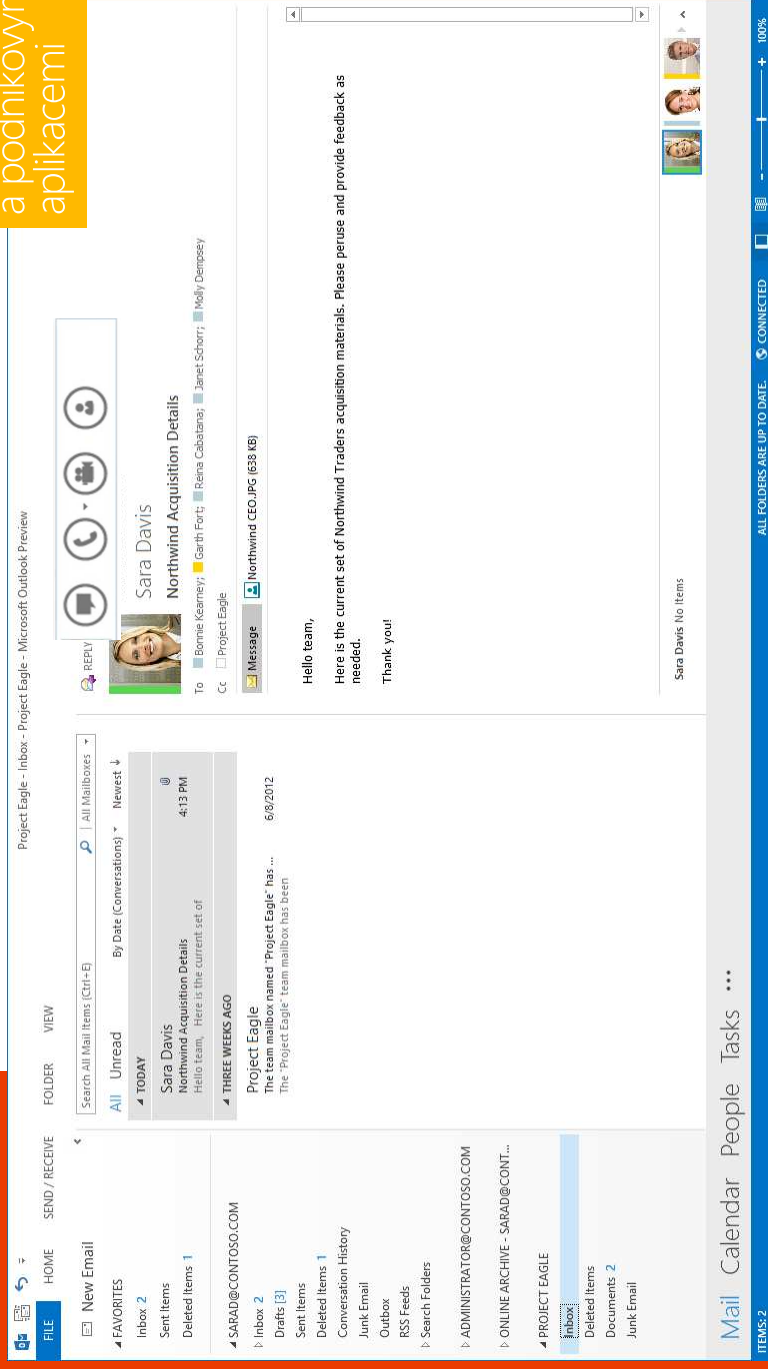 a podnikovým
aplikacemi
Project Eagle - Inbox - Project Eagle - Microsoft Outlook Preview
FILE HOME SEND / RECEIVE FOLDER VIEW
New Email
FAVORITES
Inbox 2
Sent Items
Deleted Items 1
SARAD@CONTOSO.COM
Inbox 2
Drafts [3]
Sent Items
Deleted Items 1
Conversation History
Junk Email
Outbox
RSS Feeds
Search Folders
ADMINISTRATOR@CONTOSO.COM
ONLINE ARCHIVE - SARAD@CONT...
PROJECT EAGLE
Inbox
Deleted Items
Documents 2
Junk Email
Search All Mail Items (Ctrl+E) All Mailboxes
All Unread By Date (Conversations) Newest
TODAY
Sara Davis
Northwind Acquisition Details 4:13 PM
Hello team, Here is the current set of
THREE WEEKS AGO
Project Eagle
The team mailbox named "Project Eagle" has ... 6/8/2012
The "Project Eagle" team mailbox has been
REPLY
Sara Davis
Northwind Acquisition Details
To Bonnie Kearney; Garth Fort; Reina Cabatana; Janet Schorr; Molly Dempsey
Cc Project Eagle
Message Northwind CEO.JPG (638 KB)
Hello team,
Here is the current set of Northwind Traders acquisition materials. Please peruse and provide feedback as
needed.
Thank you!
Sara Davis No Items
Mail Calendar People Tasks ...
ITEMS: 2 ALL FOLDERS ARE UP TO DATE. CONNECTED 100%